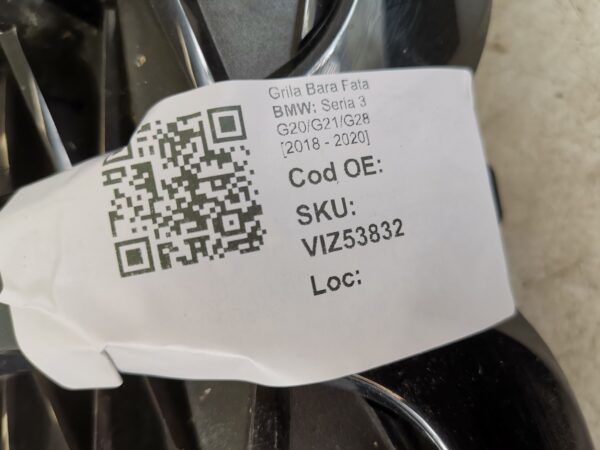 Grila Bara Fata
BMW: Seria 3
G20/G21/G28
[2018 - 2020]
Cod OE:
SKU:
VIZ53832
Loc: